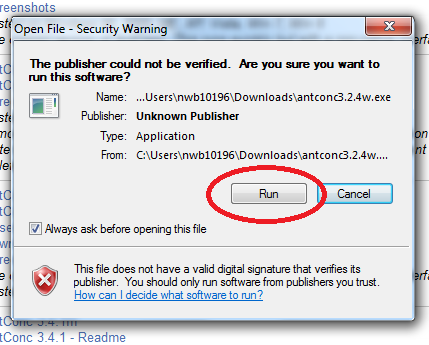 reenshots
Open File - Security Warning
The publisher could not be verified. Are you sure you want to
run this software?
Name: ...Users\nwb10196\Downloads\antconc3.2.4w.exe
Publisher: Unknown Publisher
Type: Application
From: C:\Users\nwb10196\Downloads\antconc3.2.4w....
Run Cancel
Always ask before opening this file
This file does not have a valid digital signature that verifies its
publisher. You should only run software from publishers you trust.
How can I decide what software to run?
tConc 3.4.1m
tConc 3.4.1 - Readme